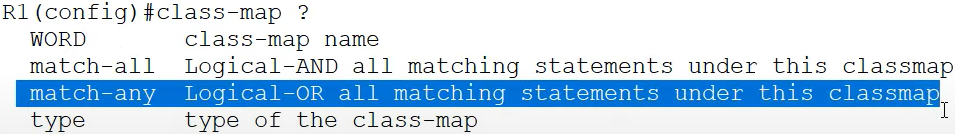 R1(config)#class-map ?
WORD class-map name
match-all Logical-AND all matching statements under this classmap
match-any Logical-OR all matching statements under this classmap
type type of the class-map